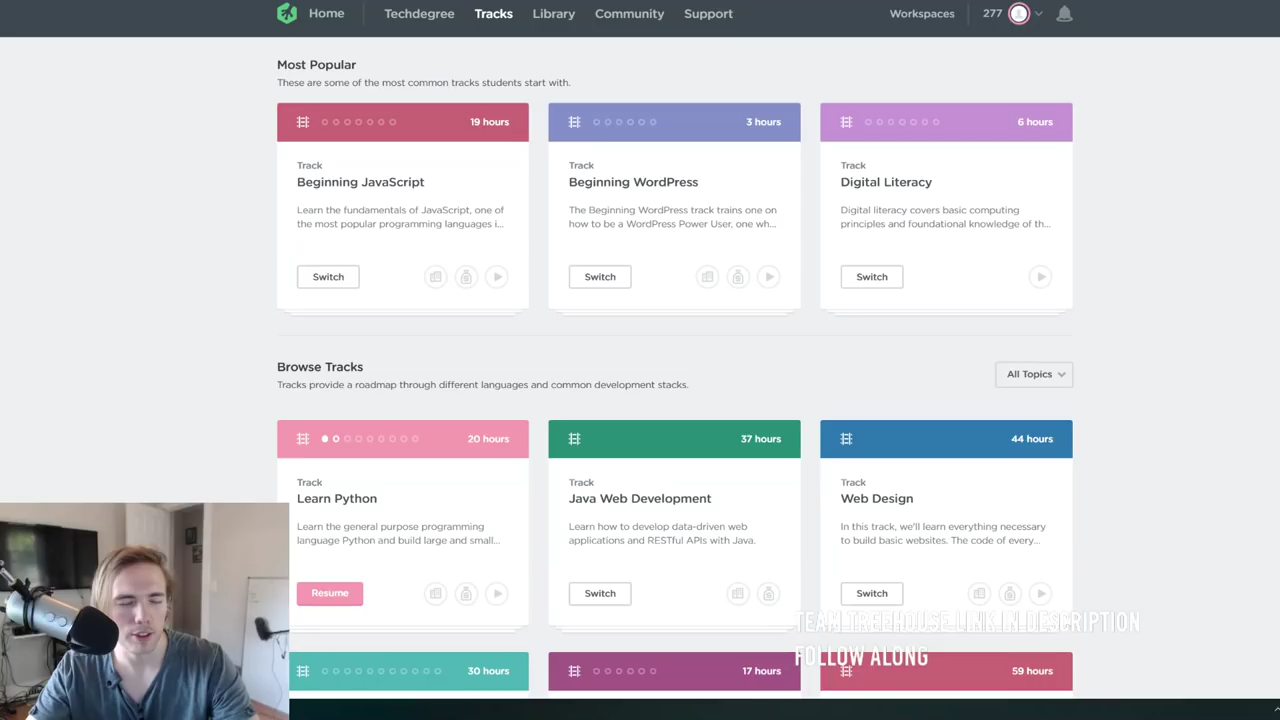 Home
Techdegree
Tracks
Library
Community
Support
Workspaces
277
Most Popular
These are some of the most common tracks students start with.
19 hours
Track
Beginning JavaScript
Learn the fundamentals of JavaScript, one of
the most popular programming languages i...
Switch
3 hours
Track
Beginning WordPress
The Beginning WordPress track trains one on
how to be a WordPress Power User, one wh...
Switch
6 hours
Track
Digital Literacy
Digital literacy covers basic computing
principles and foundational knowledge of th...
Switch
Browse Tracks
Tracks provide a roadmap through different languages and common development stacks.
All Topics
20 hours
Track
Learn Python
Learn the general purpose programming
language Python and build large and small...
Resume
37 hours
Track
Java Web Development
Learn how to develop data-driven web
applications and RESTful APIs with Java.
Switch
44 hours
Track
Web Design
In this track, we'll learn everything necessary
to build basic websites. The code of every...
Switch
TEAM TREEHOUSE LINK IN DESCRIPTION
FOLLOW ALONG
30 hours
17 hours
59 hours